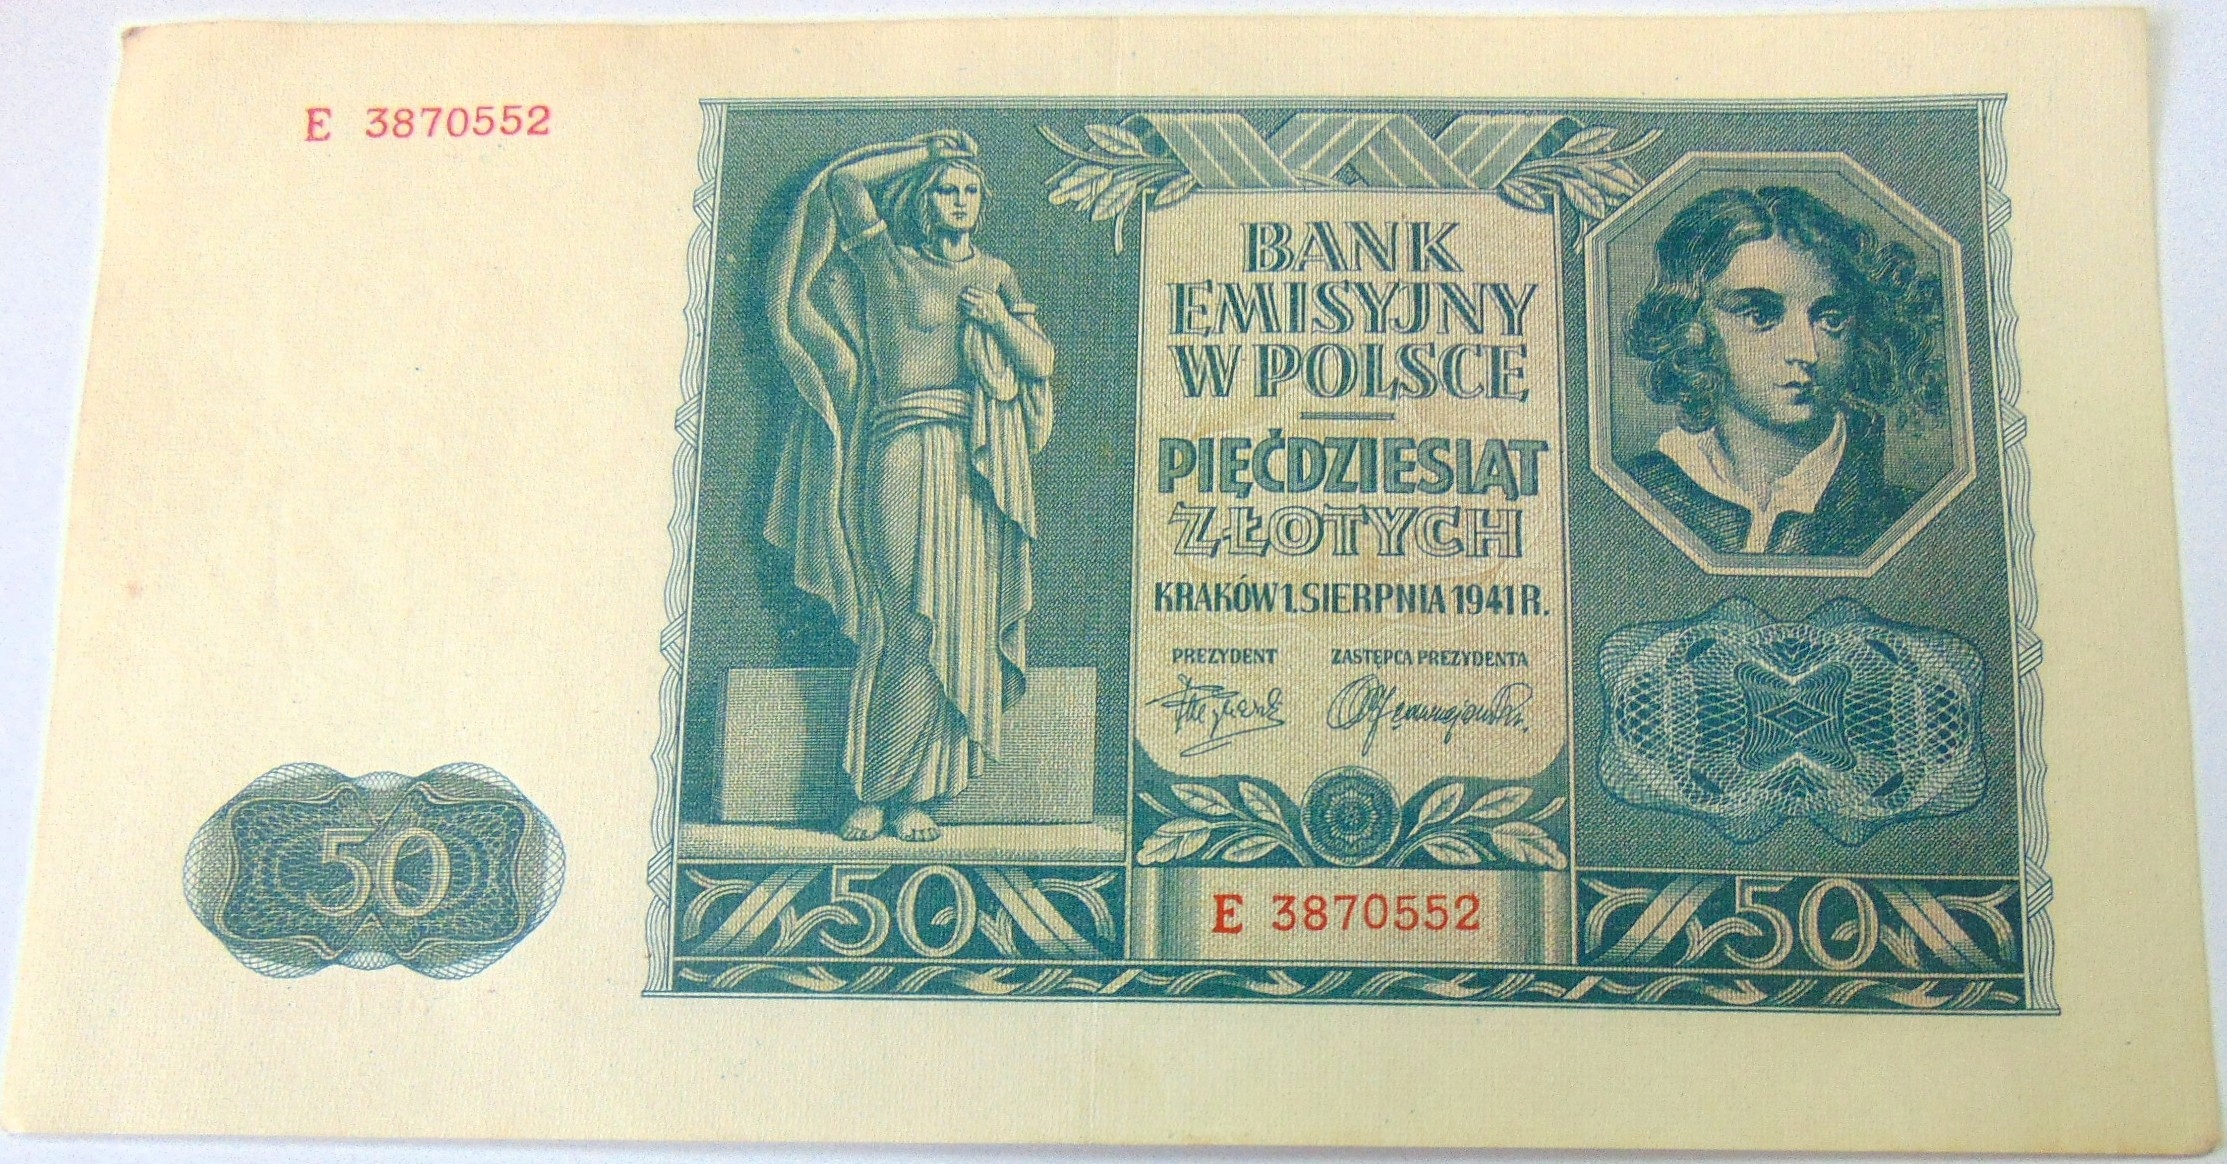 E 3870552
BANK
EMISYJNY
W POLSCE
PIĘĆDZIESIĄT
ZŁOTYCH
KRAKÓW 1. SIERPNIA 1941 R.
PREZYDENT ZASTĘPCA PREZYDENTA
50
50
E 3870552
50